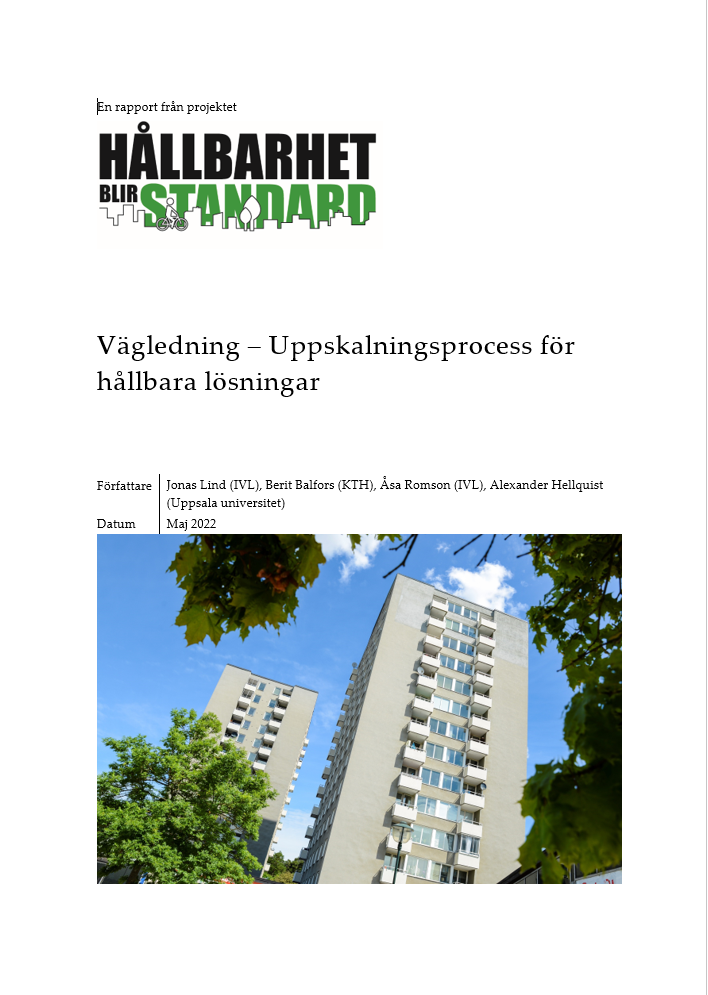 En rapport från projektet
HÅLLBARHET
BLIR STANDARD
Vägledning – Uppskalningsprocess för
hållbara lösningar
Författare Jonas Lind (IVL), Berit Balfors (KTH), Åsa Romson (IVL), Alexander Hellquist
(Uppsala universitet)
Datum Maj 2022